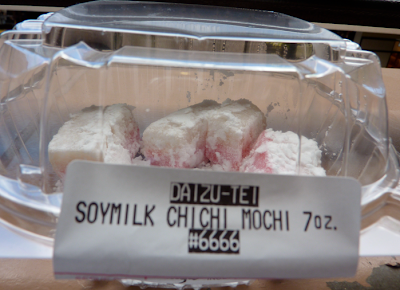 DAIZU-TEI
SOYMILK CHICHI MOCHI 7oz.
#6666